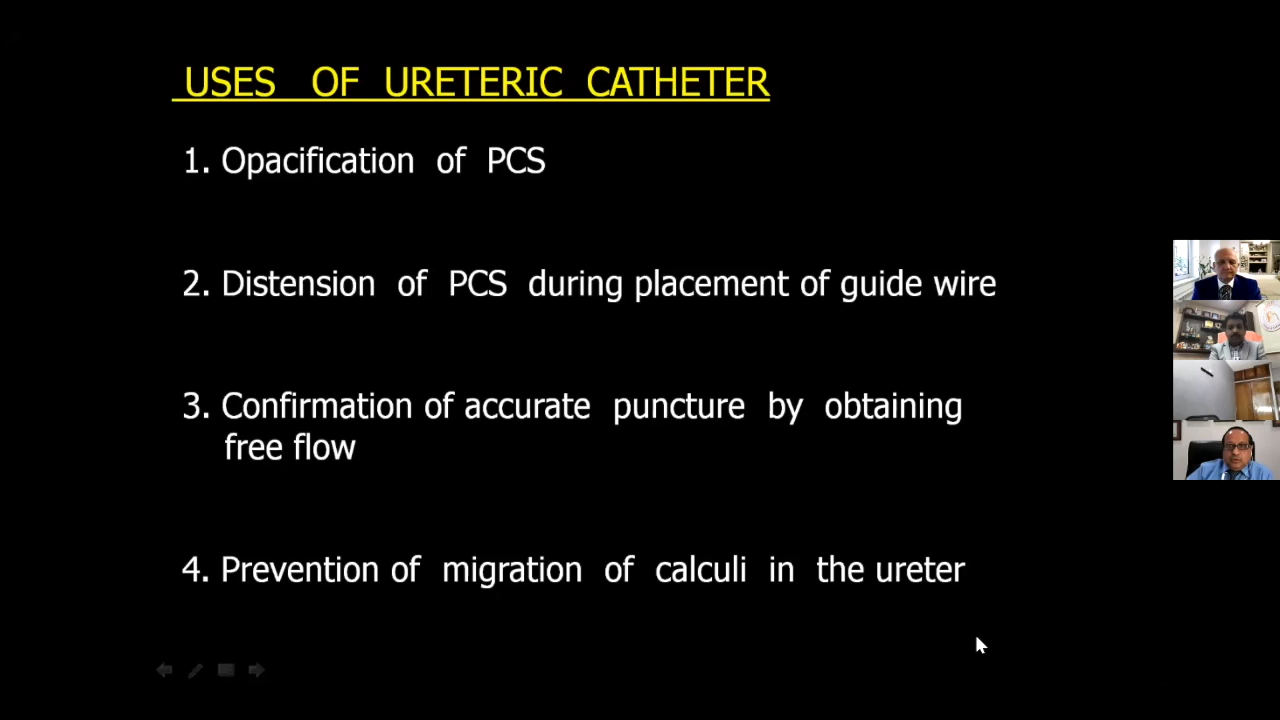 USES OF URETERIC CATHETER
1. Opacification of PCS
2. Distension of PCS during placement of guide wire
3. Confirmation of accurate puncture by obtaining
free flow
4. Prevention of migration of calculi in the ureter